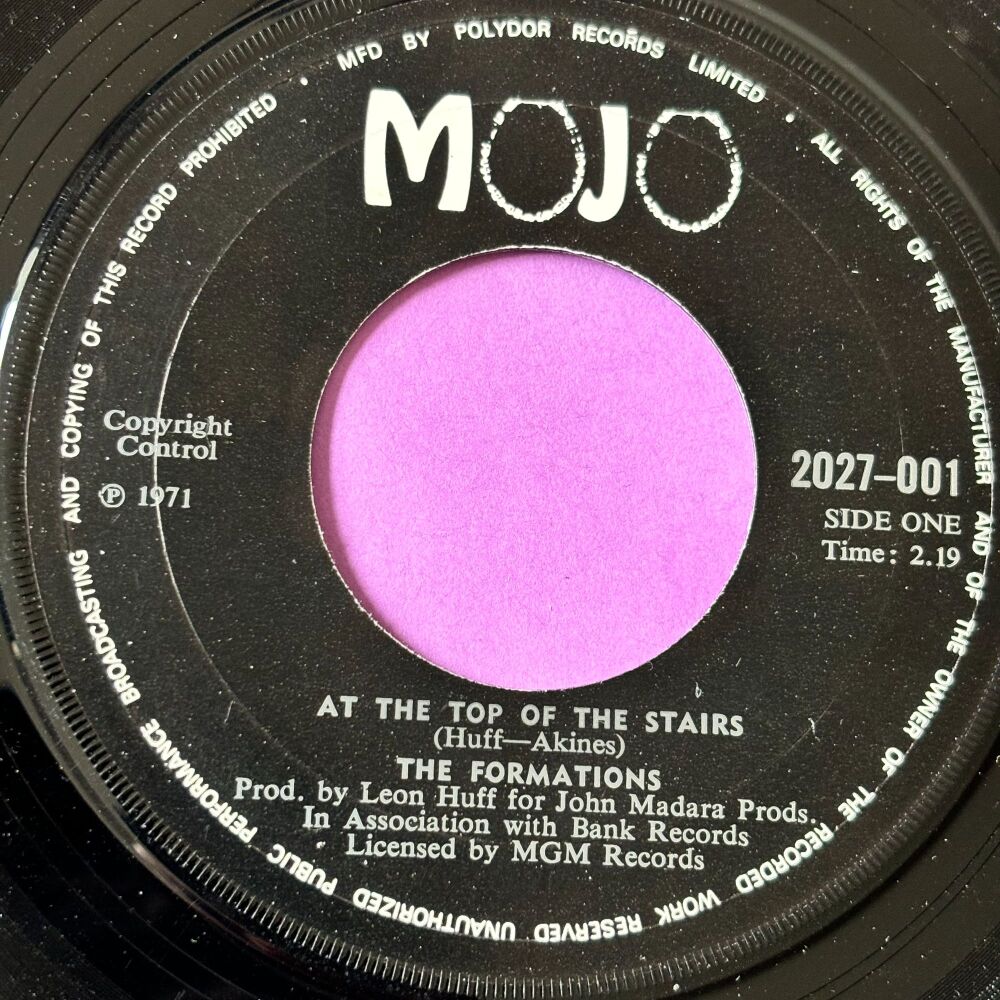 MFD BY POLYDOR RECORDS LIMITED · ALL RIGHTS OF THE MANUFACTURER AND OF THE OWNER OF THE RECORDED WORK RESERVED UNAUTHORIZED PUBLIC PERFORMANCE BROADCASTING AND COPYING OF THIS RECORD PROHIBITED ·
MOJO
Copyright
Control
℗ 1971
2027–001
SIDE ONE
Time: 2.19
AT THE TOP OF THE STAIRS
(Huff—Akines)
THE FORMATIONS
Prod. by Leon Huff for John Madara Prods.
In Association with Bank Records
Licensed by MGM Records